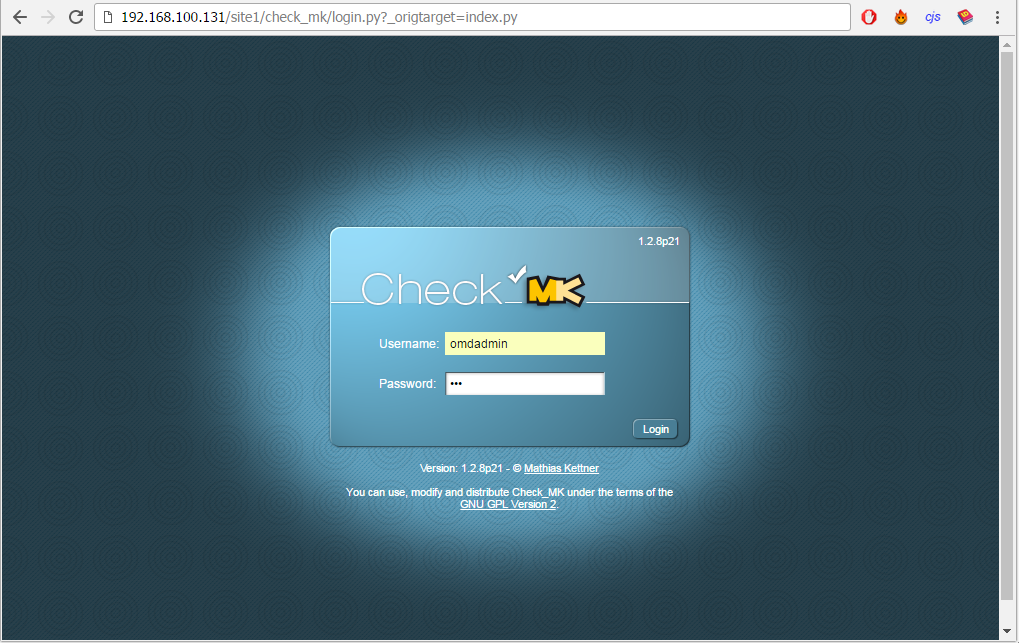 192.168.100.131/site1/check_mk/login.py?_origtarget=index.py
cjs
1.2.8p21
Check MK
Username: omdadmin
Password: •••
Login
Version: 1.2.8p21 - © Mathias Kettner
You can use, modify and distribute Check_MK under the terms of the
GNU GPL Version 2.